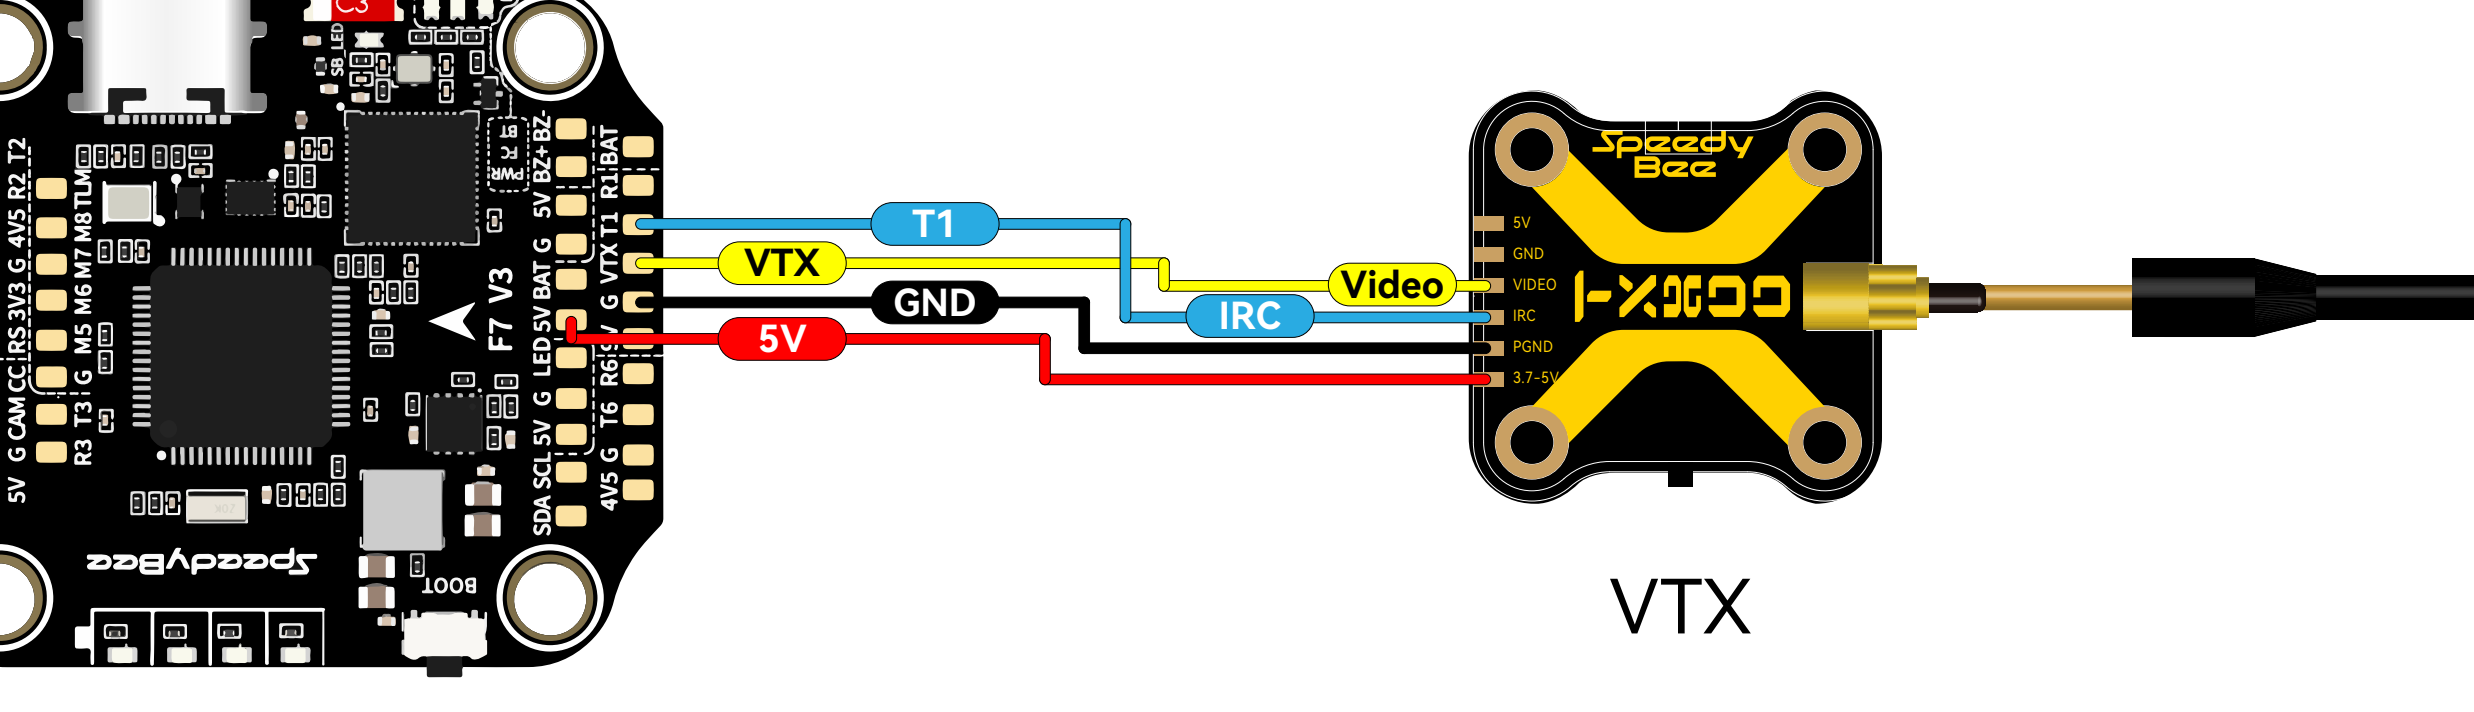 C3
SB_LED
BT
FC
PWR
T2
R2
4V5
G
3V3
RS
CC
CAM
G
5V
TLM
M8
M7
M6
M5
G
T3
R3
BZ-
BZ+
5V
G
BAT
5V
LED
G
5V
SCL
SDA
BAT
R1
T1
VTX
G
R6
T6
G
4V5
F7 V3
SpeedyBee
BOOT
T1
VTX
GND
5V
Video
IRC
Speedy
Bee
5V
GND
VIDEO
IRC
PGND
3.7-5V
VTX